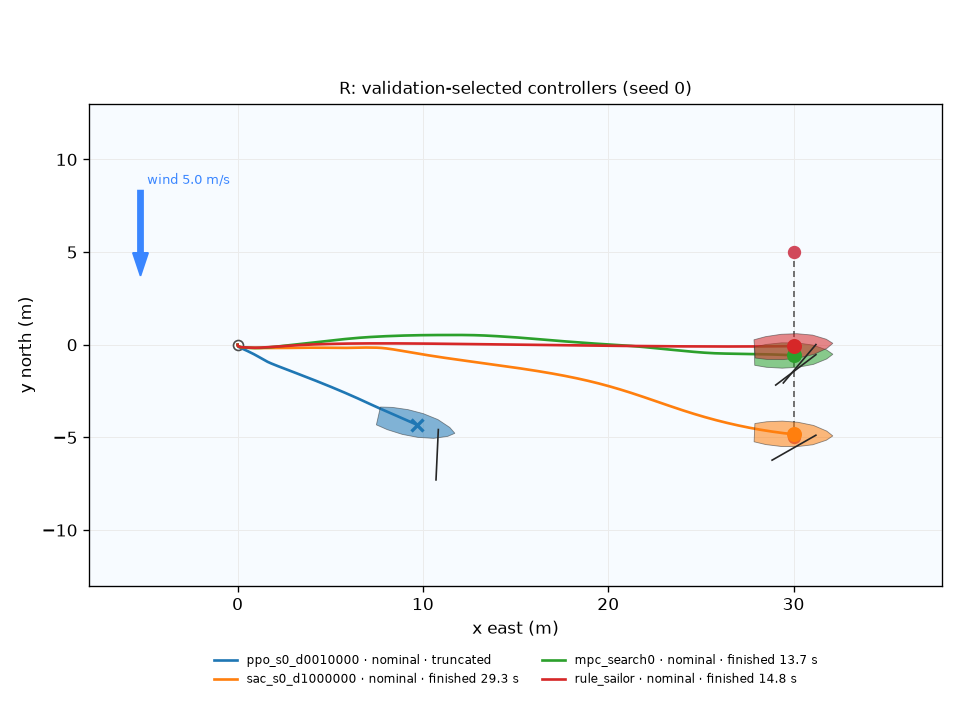 R: validation-selected controllers (seed 0)
10
wind 5.0 m/s
5
0
−5
−10
y north (m)
0
10
20
30
x east (m)
ppo_s0_d0010000 · nominal · truncated
mpc_search0 · nominal · finished 13.7 s
sac_s0_d1000000 · nominal · finished 29.3 s
rule_sailor · nominal · finished 14.8 s